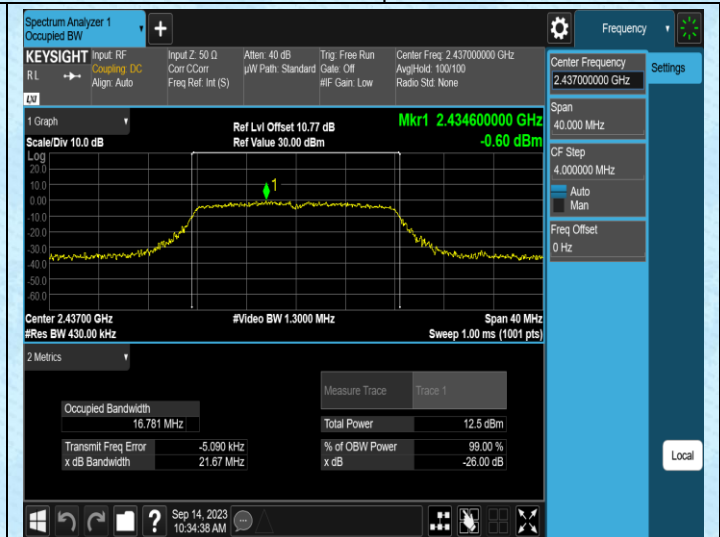 Spectrum Analyzer 1
Occupied BW
▼
+
Frequency
▼
KEYSIGHT
R L
LXI
Input: RF
Coupling: DC
Align: Auto
Input Z: 50 Ω
Corr CCorr
Freq Ref: Int (S)
Atten: 40 dB
µW Path: Standard
Trig: Free Run
Gate: Off
#IF Gain: Low
Center Freq: 2.437000000 GHz
Avg|Hold: 100/100
Radio Std: None
Center Frequency
2.437000000 GHz
Settings
Span
40.000 MHz
CF Step
4.000000 MHz
Auto
Man
Freq Offset
0 Hz
Local
1 Graph
▼
Scale/Div 10.0 dB
Ref Lvl Offset 10.77 dB
Ref Value 30.00 dBm
Mkr1 2.434600000 GHz
-0.60 dBm
Log
20.0
10.0
0.00
-10.0
-20.0
-30.0
-40.0
-50.0
-60.0
1
Center 2.43700 GHz
#Res BW 430.00 kHz
#Video BW 1.3000 MHz
Span 40 MHz
Sweep 1.00 ms (1001 pts)
2 Metrics
▼
Measure Trace Trace 1
Occupied Bandwidth
16.781 MHz
Total Power 12.5 dBm
Transmit Freq Error -5.090 kHz
% of OBW Power 99.00 %
x dB Bandwidth 21.67 MHz
x dB -26.00 dB
?
Sep 14, 2023
10:34:38 AM